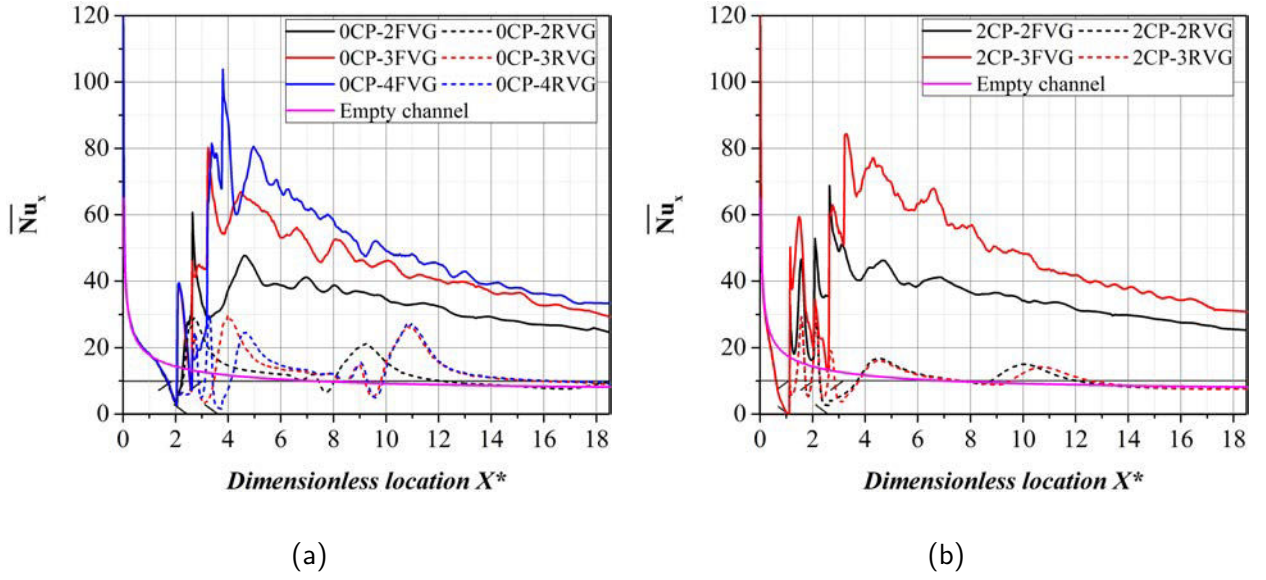 120
100
80
60
40
20
0
Nu_x
0CP-2FVG 0CP-2RVG
0CP-3FVG 0CP-3RVG
0CP-4FVG 0CP-4RVG
Empty channel
0 2 4 6 8 10 12 14 16 18
Dimensionless location X*
(a)
120
100
80
60
40
20
0
Nu_x
2CP-2FVG 2CP-2RVG
2CP-3FVG 2CP-3RVG
Empty channel
0 2 4 6 8 10 12 14 16 18
Dimensionless location X*
(b)